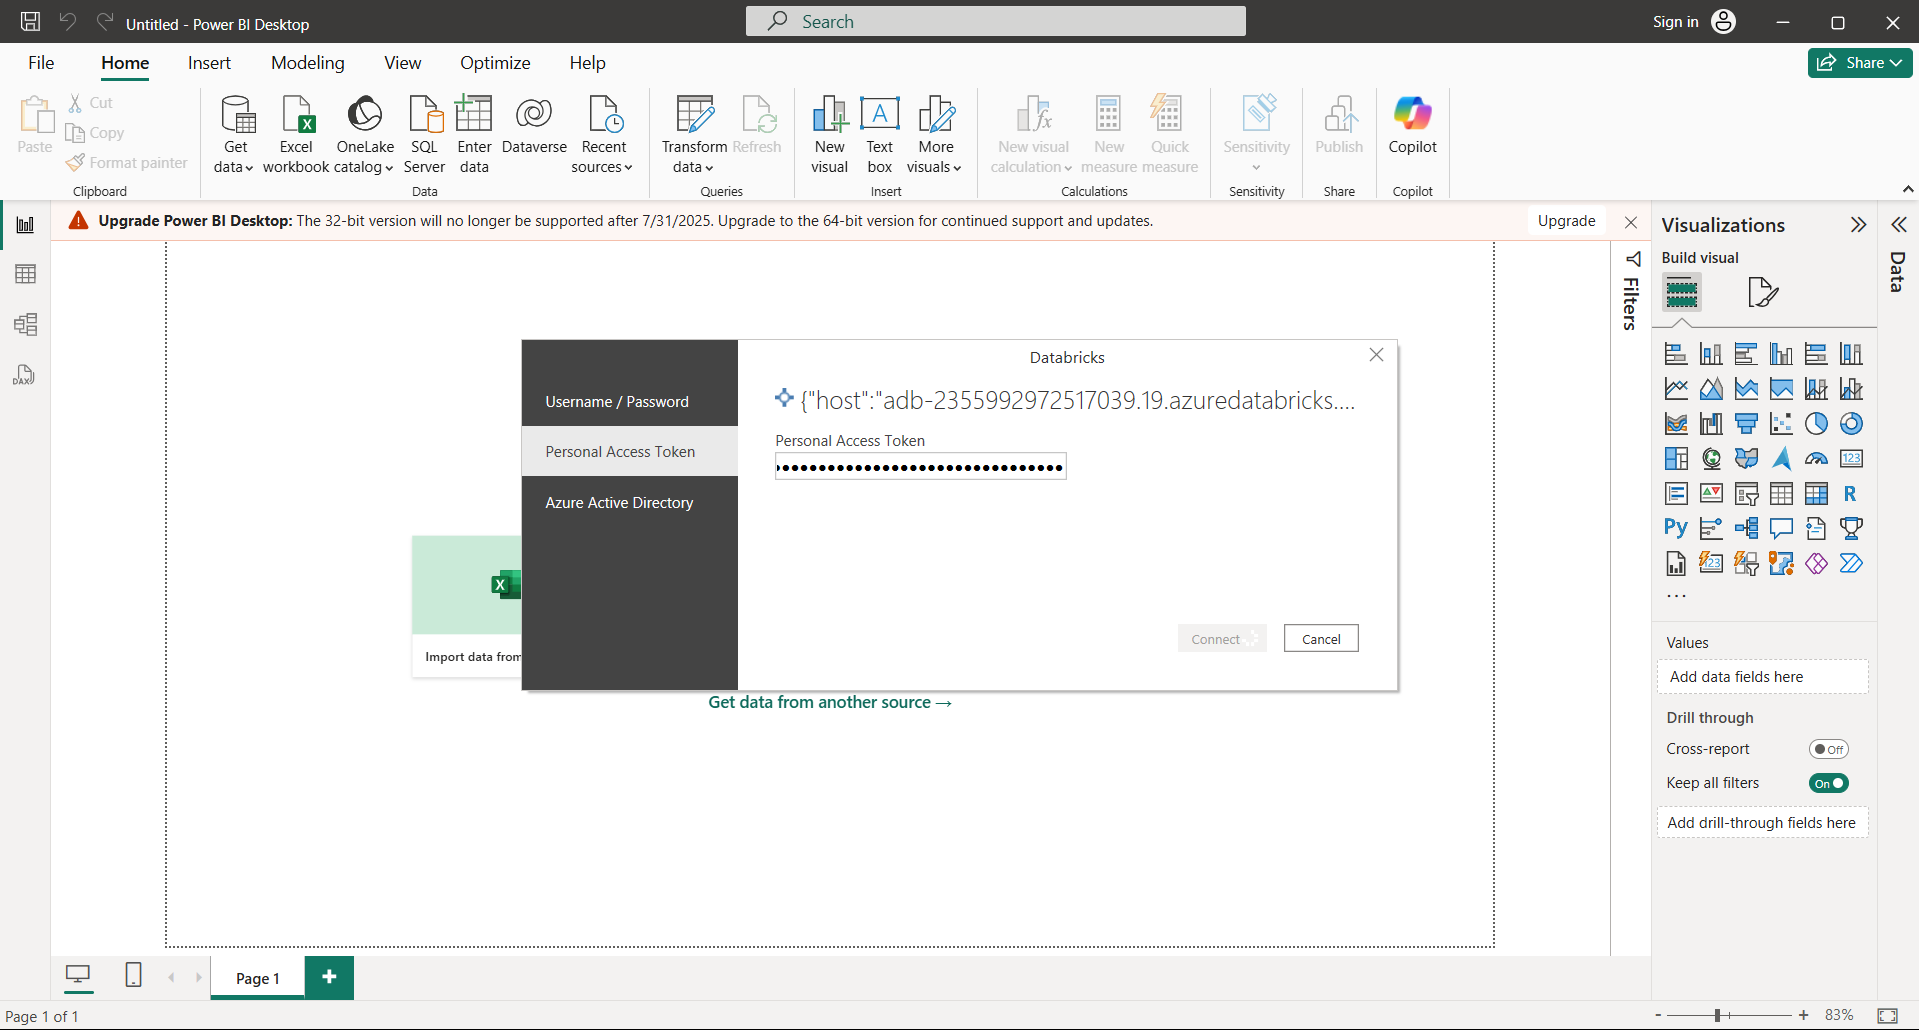 Untitled - Power BI Desktop
Search
Sign in
File
Home
Insert
Modeling
View
Optimize
Help
Share
Paste
Cut
Copy
Format painter
Clipboard
Get data
Excel workbook
OneLake catalog
SQL Server
Enter data
Dataverse
Recent sources
Data
Transform data
Refresh
Queries
New visual
Text box
More visuals
Insert
New visual calculation
New measure
Quick measure
Calculations
Sensitivity
Sensitivity
Publish
Share
Copilot
Copilot
Upgrade Power BI Desktop: The 32-bit version will no longer be supported after 7/31/2025. Upgrade to the 64-bit version for continued support and updates.
Upgrade
Filters
Visualizations
Build visual
Data
DAX
Databricks
Username / Password
Personal Access Token
Azure Active Directory
{"host":"adb-2355992972517039.19.azuredatabricks....
Personal Access Token
Connect
Cancel
Import data from
Get data from another source →
123
R
Py
123
...
Values
Add data fields here
Drill through
Cross-report
Off
Keep all filters
On
Add drill-through fields here
Page 1
+
Page 1 of 1
- + 83%